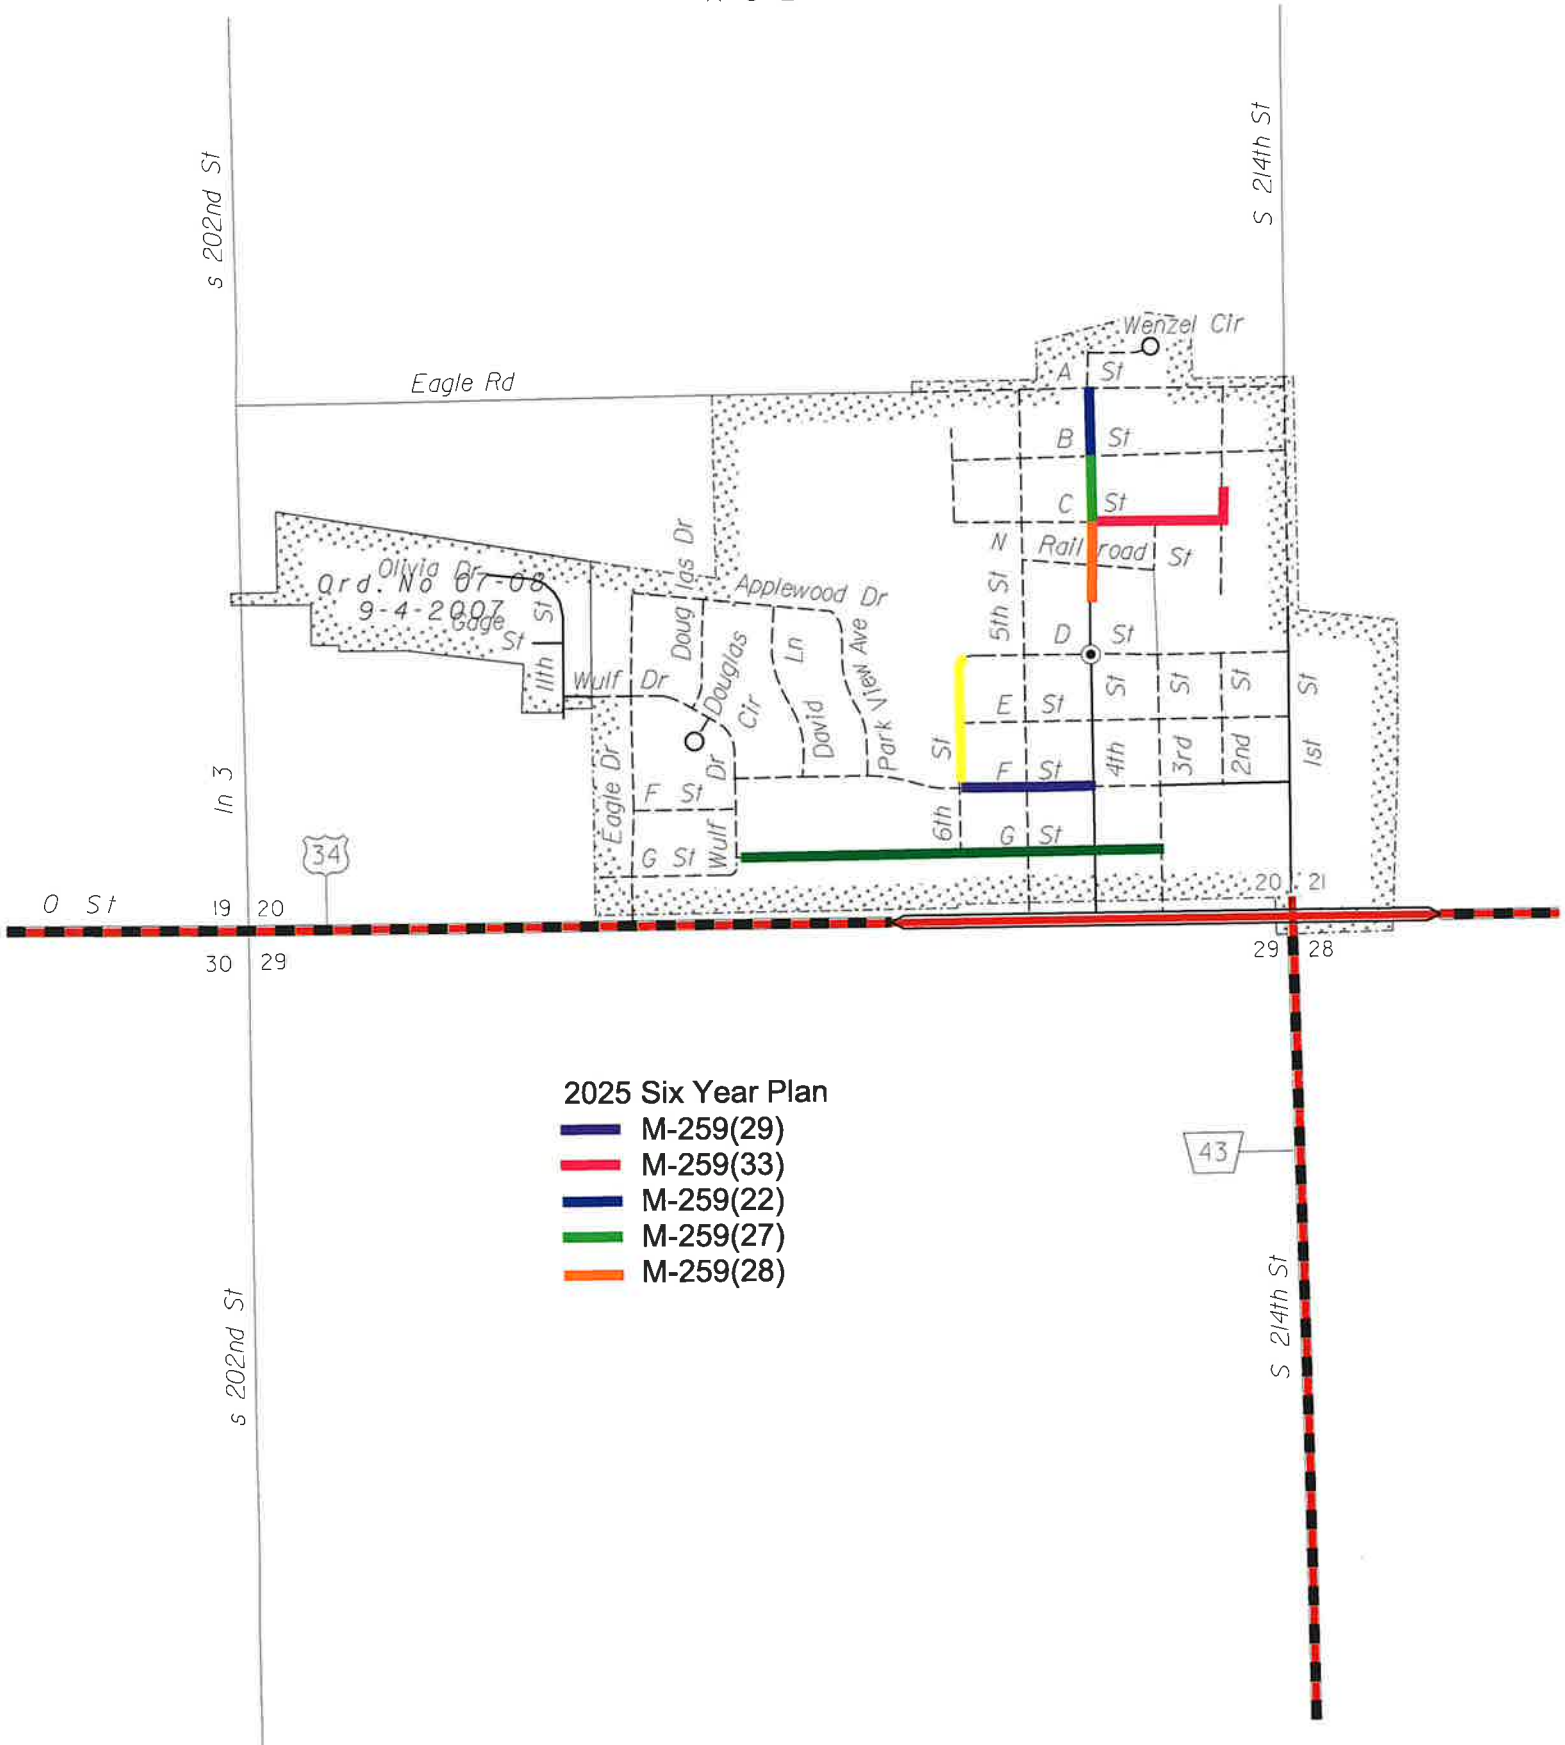 s 202nd St
S 214th St
Wenzel Cir
A St
Eagle Rd
B St
C St
N
Railroad St
Olivia Dr
Ord. No 07-08
9-4-2007
Gage St
11th St
Douglas Dr
Applewood Dr
5th St
D St
Wulf Dr
Douglas Cir
David Ln
Park View Ave
E St
4th St
3rd St
2nd St
1st St
In 3
Eagle Dr
F St
Wulf Dr
6th St
F St
G St
G St
34
O St
19 20
30 29
20 21
29 28
2025 Six Year Plan
M-259(29)
M-259(33)
M-259(22)
M-259(27)
M-259(28)
43
s 202nd St
S 214th St